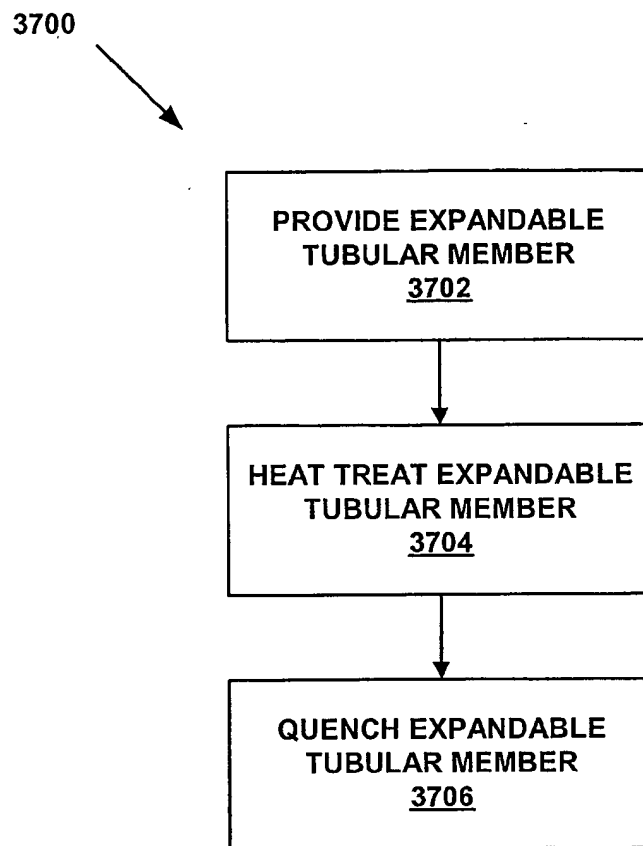 3700
PROVIDE EXPANDABLE
TUBULAR MEMBER
3702
HEAT TREAT EXPANDABLE
TUBULAR MEMBER
3704
QUENCH EXPANDABLE
TUBULAR MEMBER
3706